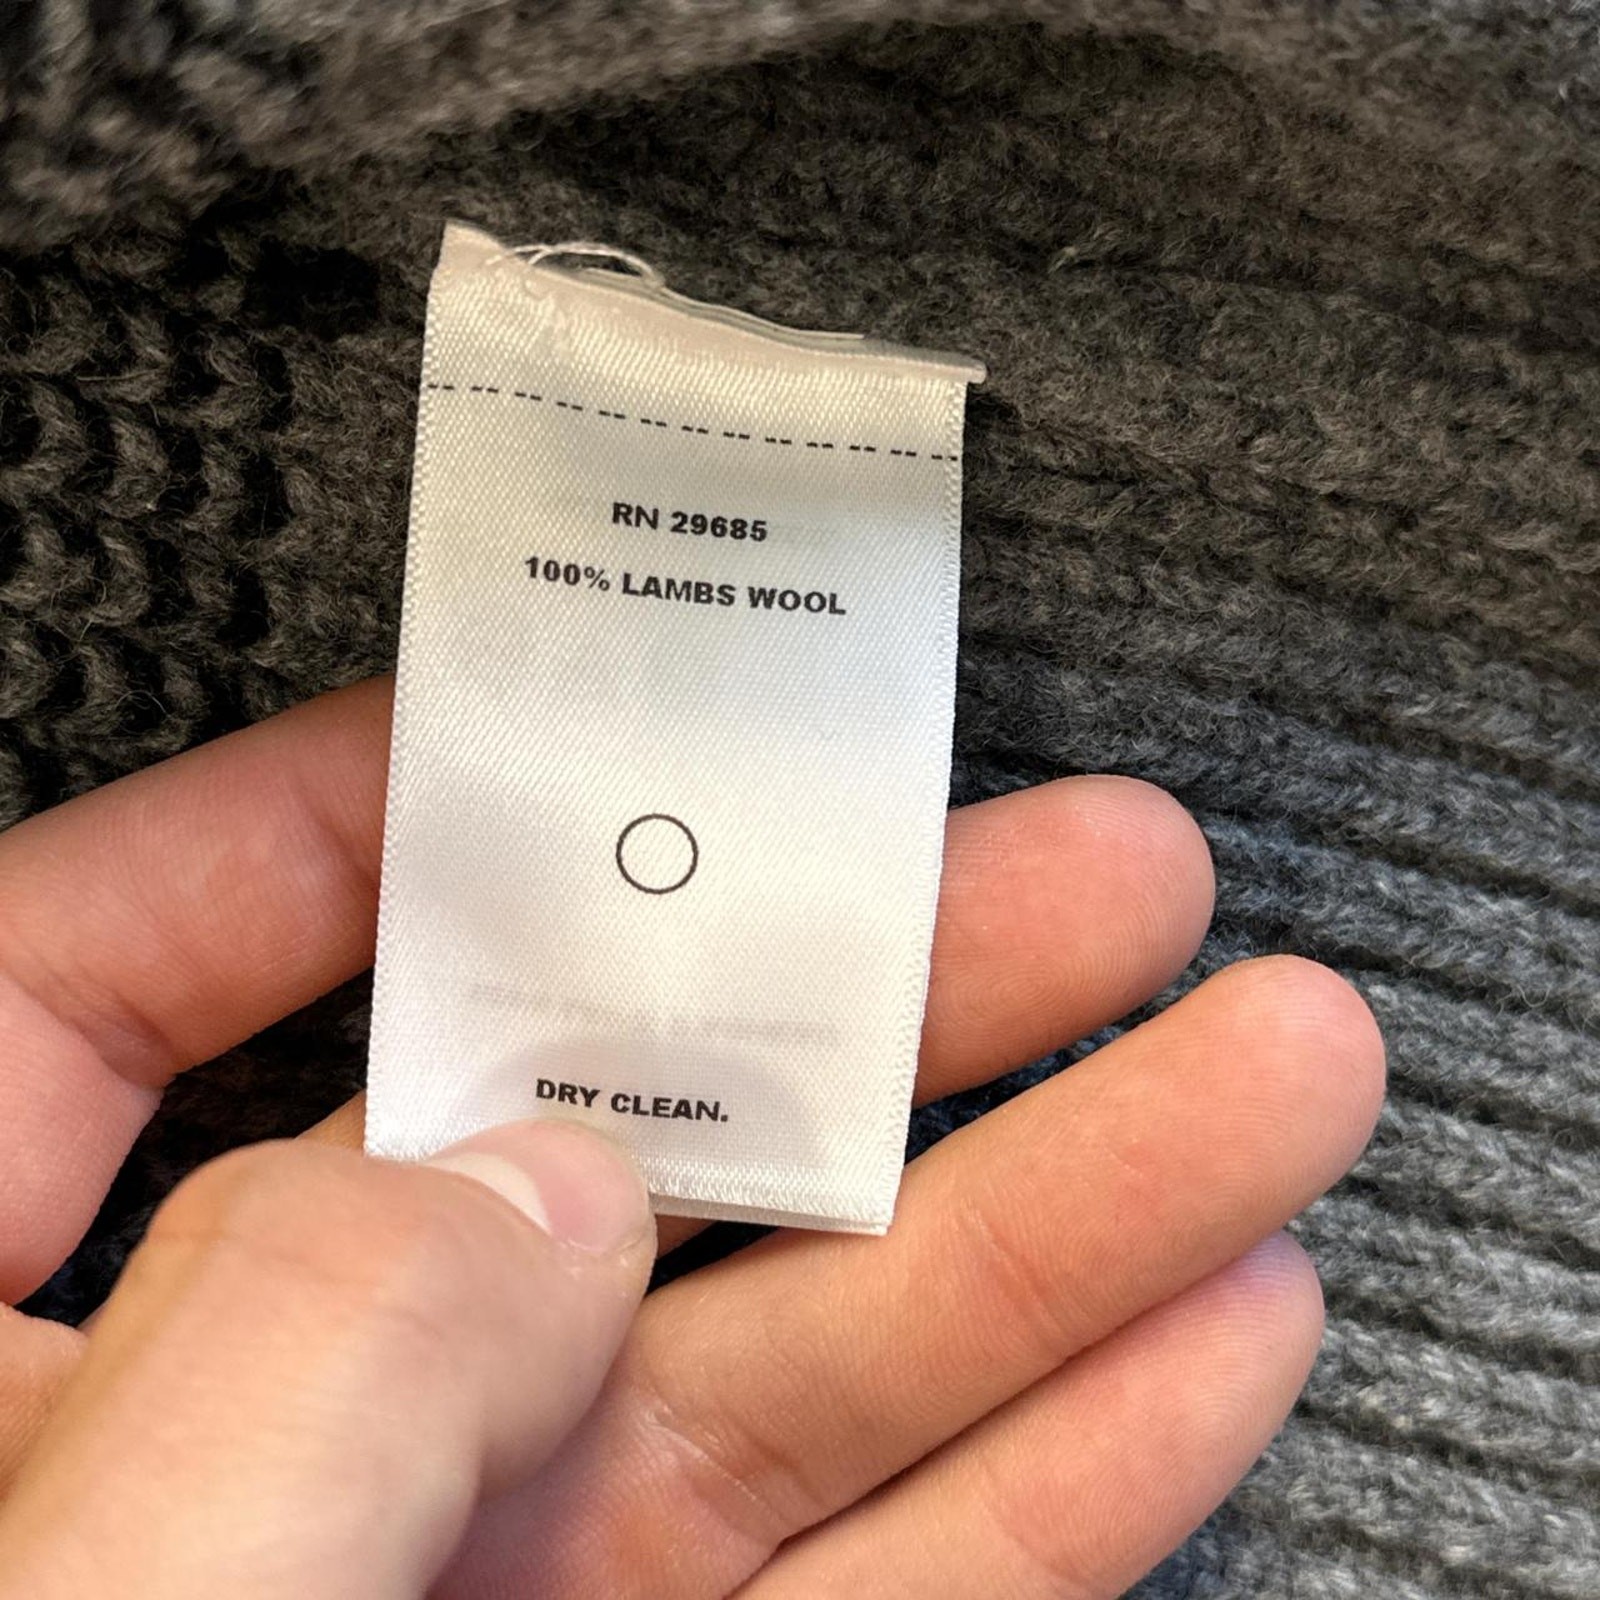 RN 29685
100% LAMBS WOOL
DRY CLEAN.